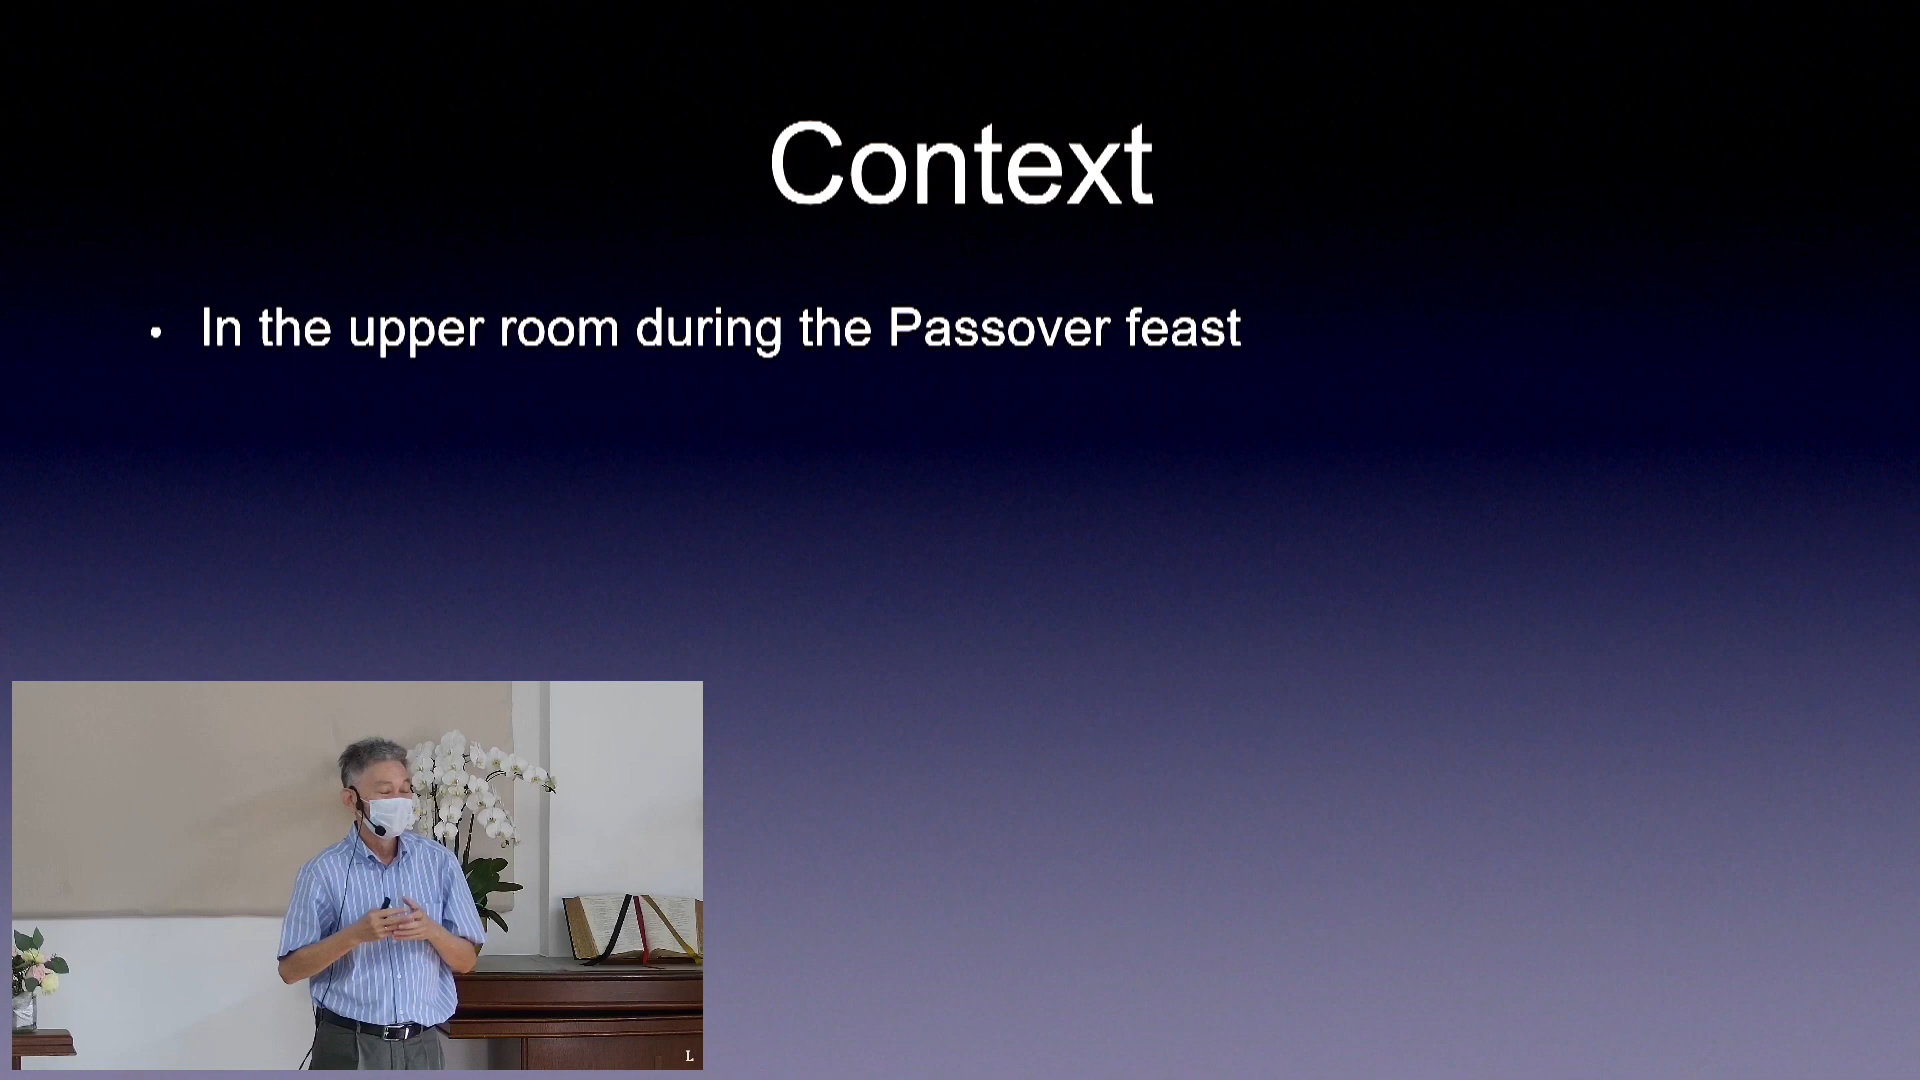 Context
• In the upper room during the Passover feast
L